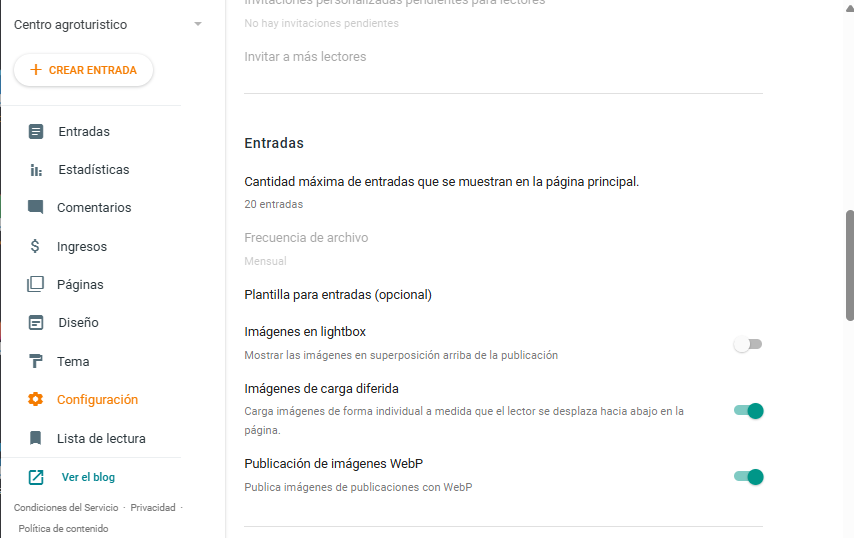 Centro agroturistico
CREAR ENTRADA
Entradas
Estadísticas
Comentarios
Ingresos
Páginas
Diseño
Tema
Configuración
Lista de lectura
Ver el blog
Condiciones del Servicio · Privacidad ·
Política de contenido
Invitaciones personalizadas pendientes para lectores
No hay invitaciones pendientes
Invitar a más lectores
Entradas
Cantidad máxima de entradas que se muestran en la página principal.
20 entradas
Frecuencia de archivo
Mensual
Plantilla para entradas (opcional)
Imágenes en lightbox
Mostrar las imágenes en superposición arriba de la publicación
Imágenes de carga diferida
Carga imágenes de forma individual a medida que el lector se desplaza hacia abajo en la
página.
Publicación de imágenes WebP
Publica imágenes de publicaciones con WebP